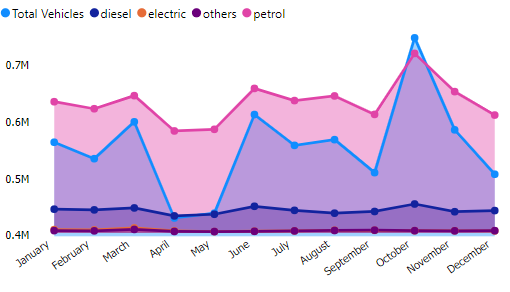 Total Vehicles diesel electric others petrol
0.7M
0.6M
0.5M
0.4M
January February March April May June July August September October November December